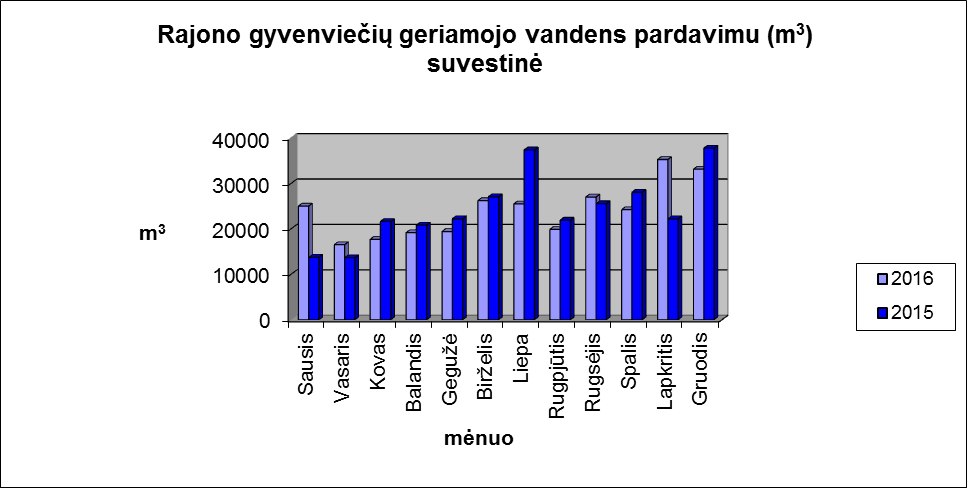 Rajono gyvenviečių geriamojo vandens pardavimu (m³)
suvestinė
m³
40000
30000
20000
10000
0
Sausis
Vasaris
Kovas
Balandis
Gegužė
Birželis
Liepa
Rugpjūtis
Rugsėjis
Spalis
Lapkritis
Gruodis
mėnuo
2016
2015